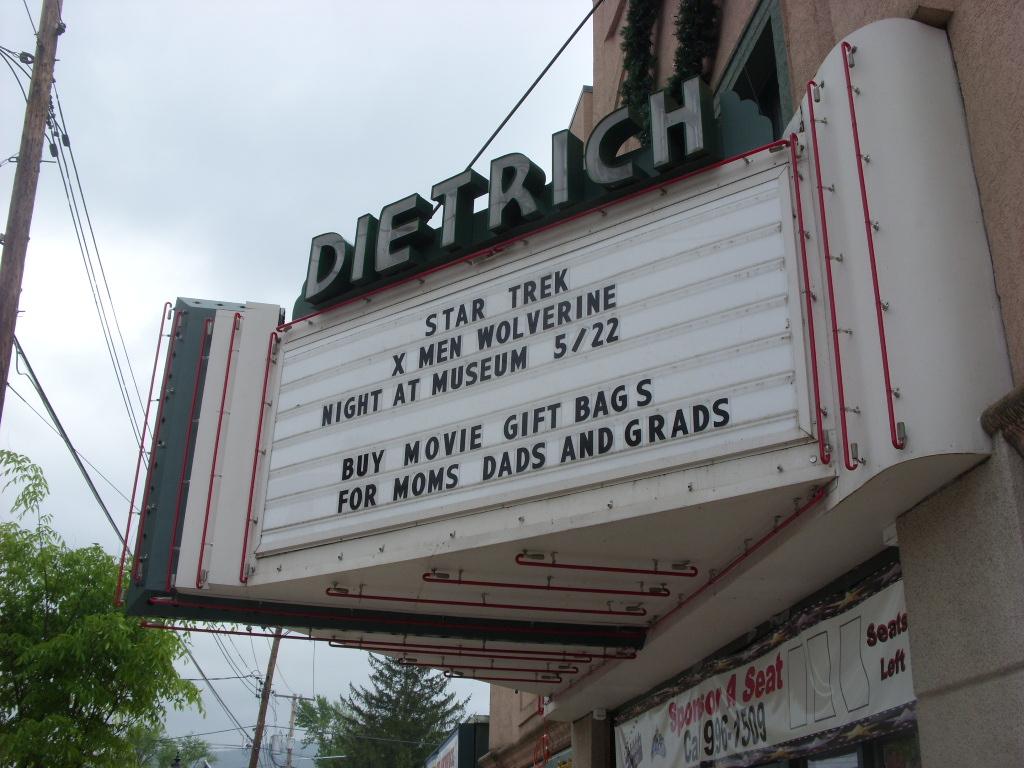 DIETRICH
STAR TREK
X MEN WOLVERINE
NIGHT AT MUSEUM 5/22
BUY MOVIE GIFT BAGS
FOR MOMS DADS AND GRADS
Sponsor A Seat
Seats
Left